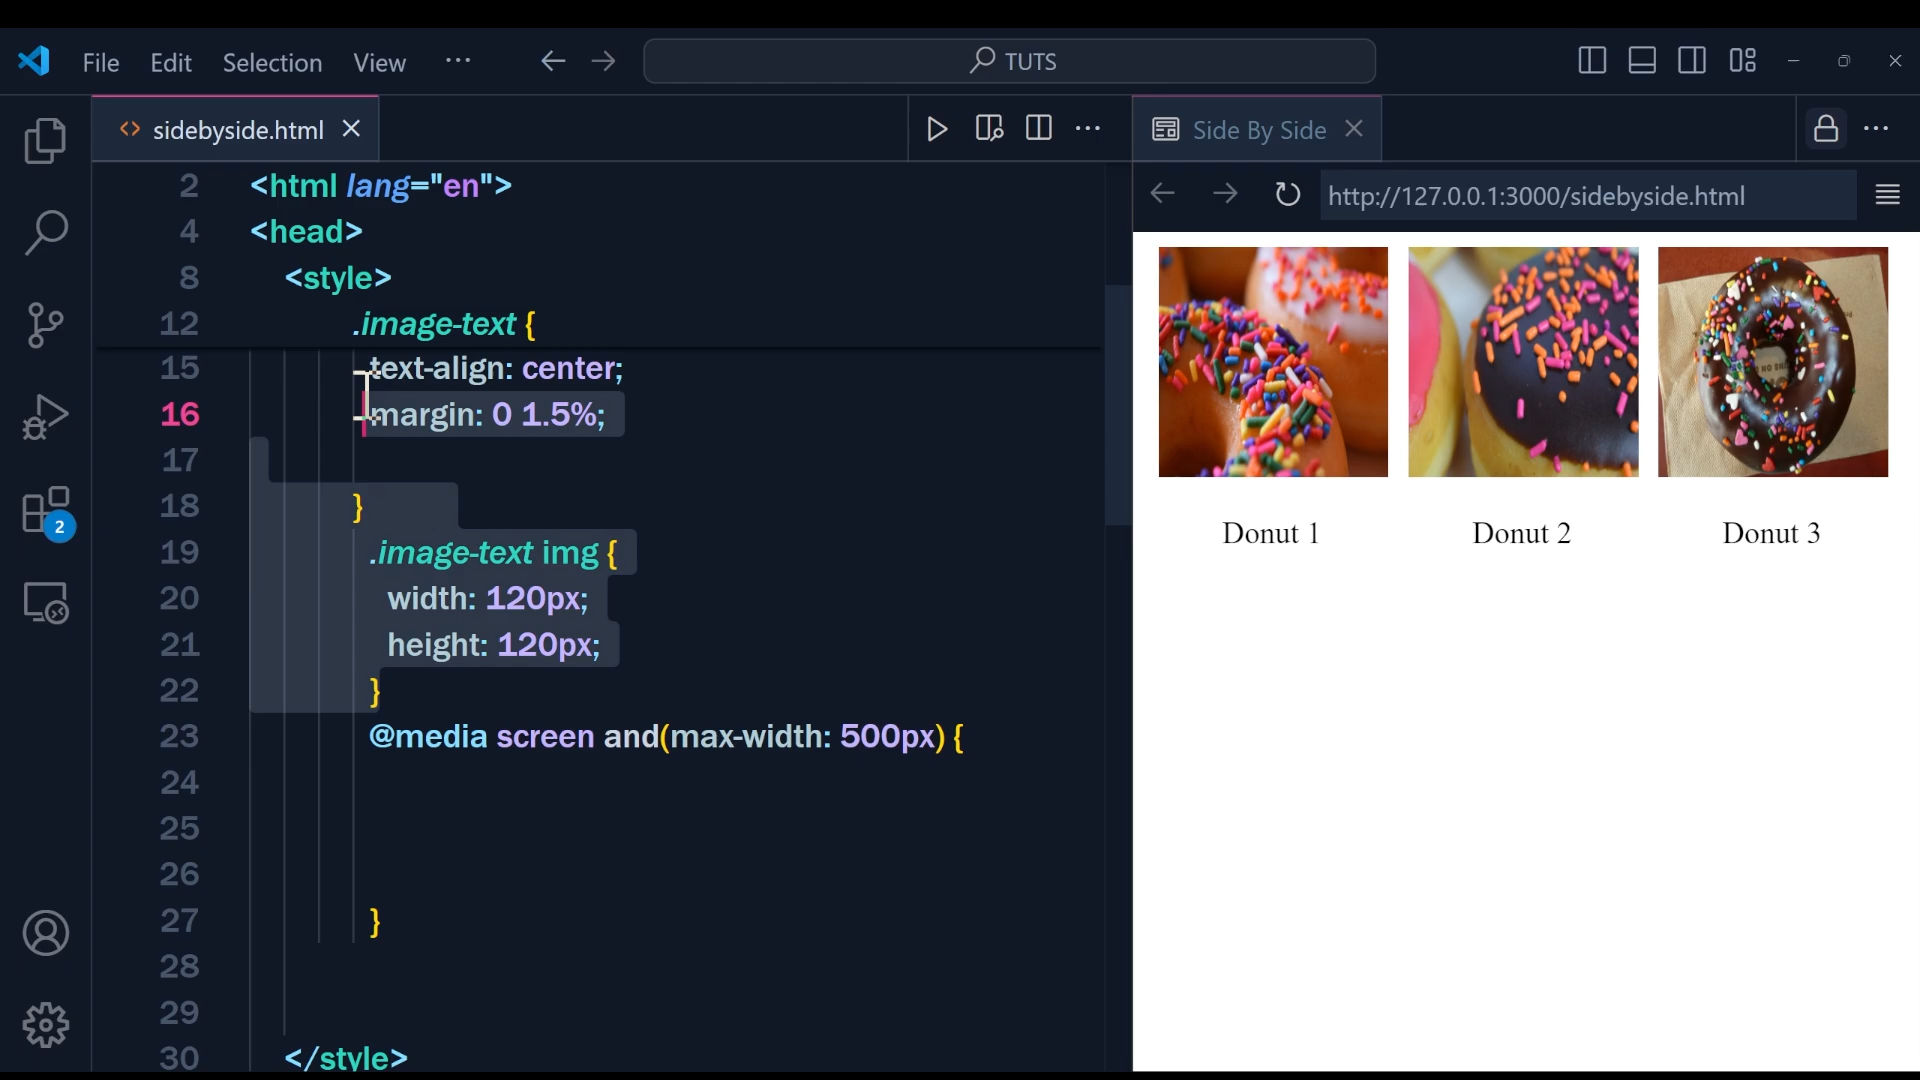 File Edit Selection View ··· TUTS
sidebyside.html
Side By Side
http://127.0.0.1:3000/sidebyside.html
2 <html lang="en">
4 <head>
8 <style>
12 .image-text {
15 text-align: center;
16 margin: 0 1.5%;
17
18 }
19 .image-text img {
20 width: 120px;
21 height: 120px;
22 }
23 @media screen and(max-width: 500px) {
24
25
26
27 }
28
29
30 </style>
2
Donut 1 Donut 2 Donut 3